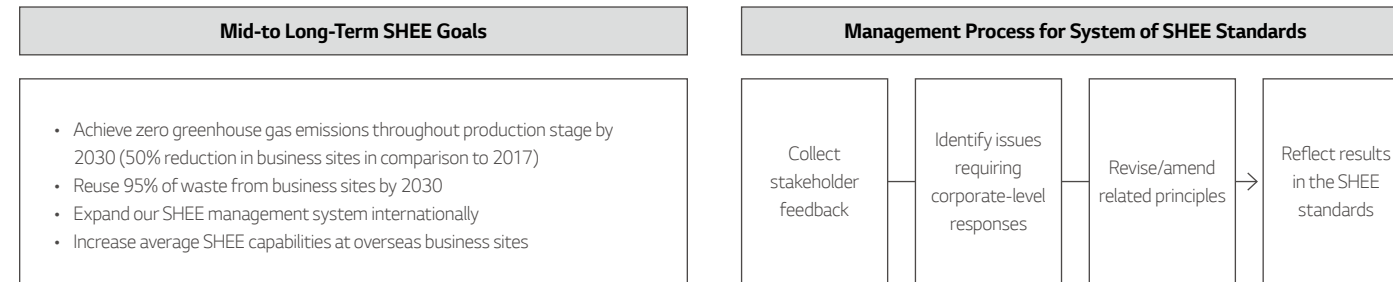 Mid-to Long-Term SHEE Goals
• Achieve zero greenhouse gas emissions throughout production stage by
2030 (50% reduction in business sites in comparison to 2017)
• Reuse 95% of waste from business sites by 2030
• Expand our SHEE management system internationally
• Increase average SHEE capabilities at overseas business sites
Management Process for System of SHEE Standards
Collect
stakeholder
feedback
Identify issues
requiring
corporate-level
responses
Revise/amend
related principles
Reflect results
in the SHEE
standards